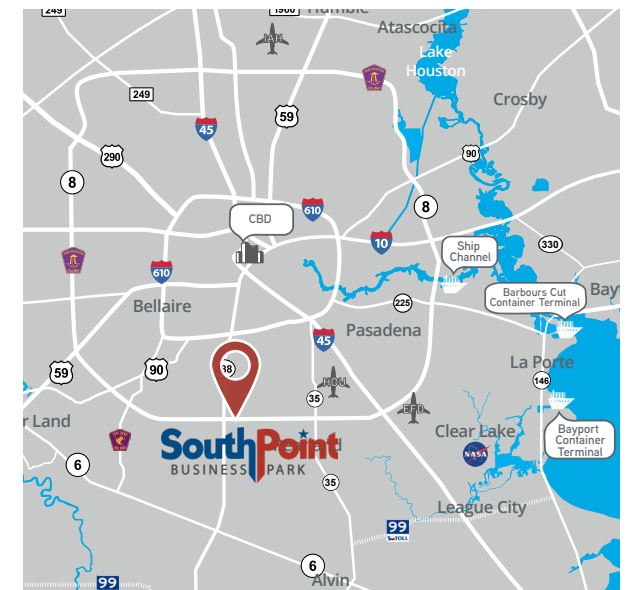 249
1960
Humble
Atascocita
IAH
Lake
Houston
249
Crosby
59
45
290
90
8
610
8
CBD
10
Ship
Channel
330
610
Barbours Cut
Container Terminal
225
Bellaire
Pasadena
45
La Porte
59
90
HOU
146
35
EFD
r Land
Clear Lake
Bayport
Container
Terminal
SouthPoint
BUSINESS PARK
NASA
6
35
League City
99
TOLL
6
99
Alvin